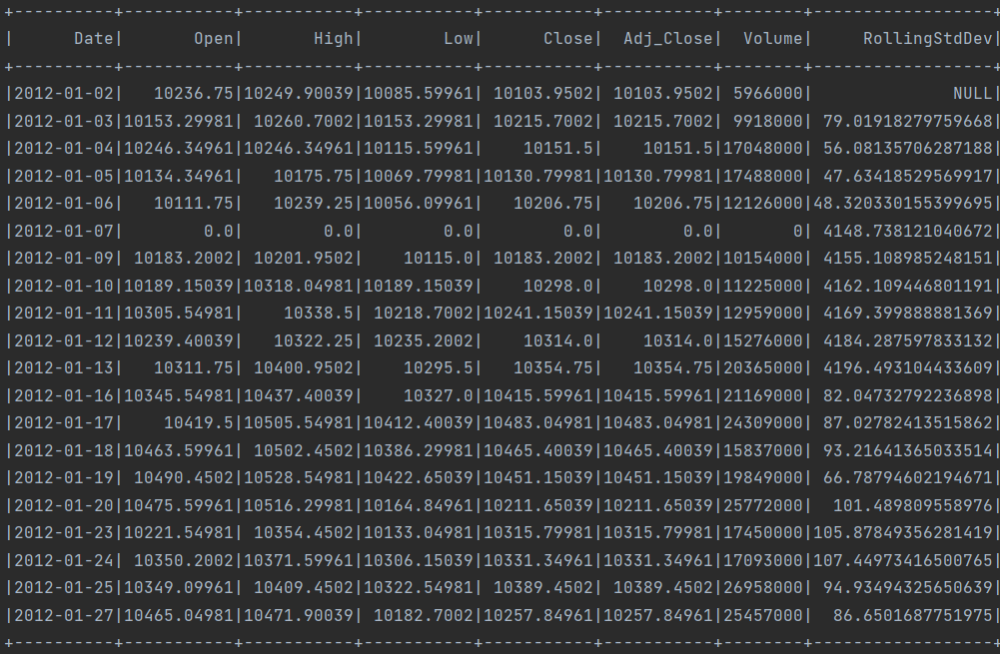 +----------+-----------+-----------+-----------+----------+----------+--------+------------------+
|      Date|       Open|       High|        Low|     Close| Adj_Close|  Volume|     RollingStdDev|
+----------+-----------+-----------+-----------+----------+----------+--------+------------------+
|2012-01-02|   10236.75|10249.90039|10085.59961| 10103.9502| 10103.9502| 5966000|              NULL|
|2012-01-03|10153.29981| 10260.7002|10153.29981| 10215.7002| 10215.7002| 9918000| 79.01918279759668|
|2012-01-04|10246.34961|10246.34961|10115.59961|    10151.5|    10151.5|17048000| 56.08135706287188|
|2012-01-05|10134.34961|   10175.75|10069.79981|10130.79981|10130.79981|17488000| 47.63418529569917|
|2012-01-06|   10111.75|   10239.25|10056.09961|   10206.75|   10206.75|12126000|48.320330155399695|
|2012-01-07|        0.0|        0.0|        0.0|        0.0|        0.0|       0| 4148.738121040672|
|2012-01-09| 10183.2002| 10201.9502|    10115.0| 10183.2002| 10183.2002|10154000| 4155.108985248151|
|2012-01-10|10189.15039|10318.04981|10189.15039|    10298.0|    10298.0|11225000| 4162.109446801191|
|2012-01-11|10305.54981|    10338.5| 10218.7002|10241.15039|10241.15039|12959000| 4169.399888881369|
|2012-01-12|10239.40039|   10322.25| 10235.2002|    10314.0|    10314.0|15276000| 4184.287597833132|
|2012-01-13|   10311.75| 10400.9502|    10295.5|   10354.75|   10354.75|20365000| 4196.493104433609|
|2012-01-16|10345.54981|10437.40039|    10327.0|10415.59961|10415.59961|21169000| 82.04732792236898|
|2012-01-17|    10419.5|10505.54981|10412.40039|10483.04981|10483.04981|24309000| 87.02782413515862|
|2012-01-18|10463.59961| 10502.4502|10386.29981|10465.40039|10465.40039|15837000| 93.21641365033514|
|2012-01-19| 10490.4502|10528.54981|10422.65039|10451.15039|10451.15039|19849000| 66.78794602194671|
|2012-01-20|10475.59961|10516.29981|10164.84961|10211.65039|10211.65039|25772000|  101.489809558976|
|2012-01-23|10221.54981| 10354.4502|10133.04981|10315.79981|10315.79981|17450000|105.87849356281419|
|2012-01-24| 10350.2002|10371.59961|10306.15039|10331.34961|10331.34961|17093000|107.44973416500765|
|2012-01-25|10349.09961| 10409.4502|10322.54981| 10389.4502| 10389.4502|26958000| 94.93494325650639|
|2012-01-27|10465.04981|10471.90039| 10182.7002|10257.84961|10257.84961|25457000|  86.6501687751975|
+----------+-----------+-----------+-----------+----------+----------+--------+------------------+